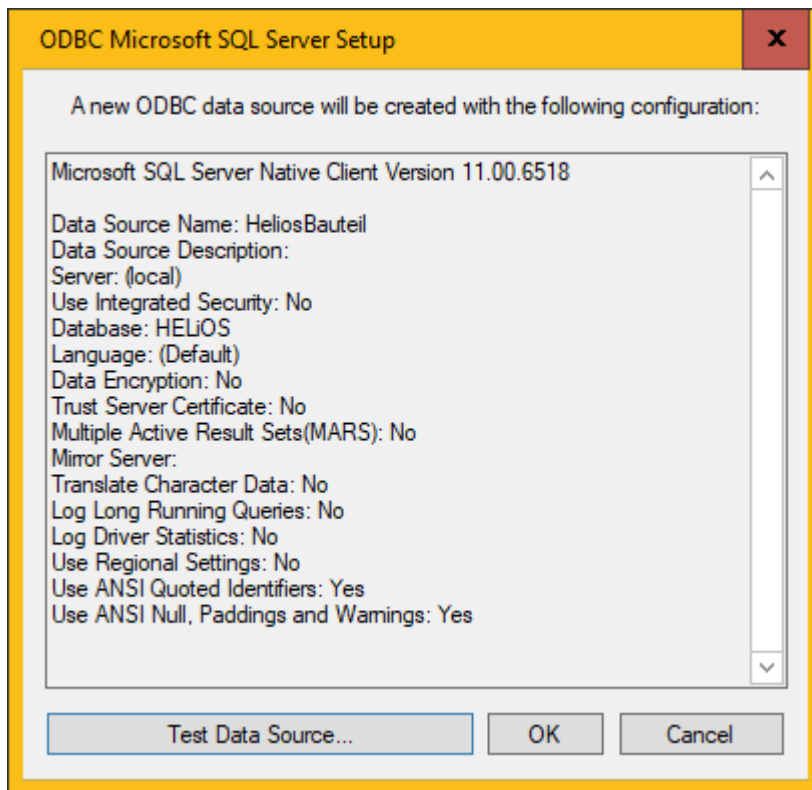 ODBC Microsoft SQL Server Setup
A new ODBC data source will be created with the following configuration:
Microsoft SQL Server Native Client Version 11.00.6518
Data Source Name: HeliosBauteil
Data Source Description:
Server: (local)
Use Integrated Security: No
Database: HELiOS
Language: (Default)
Data Encryption: No
Trust Server Certificate: No
Multiple Active Result Sets(MARS): No
Mirror Server:
Translate Character Data: No
Log Long Running Queries: No
Log Driver Statistics: No
Use Regional Settings: No
Use ANSI Quoted Identifiers: Yes
Use ANSI Null, Paddings and Warnings: Yes
Test Data Source... OK Cancel